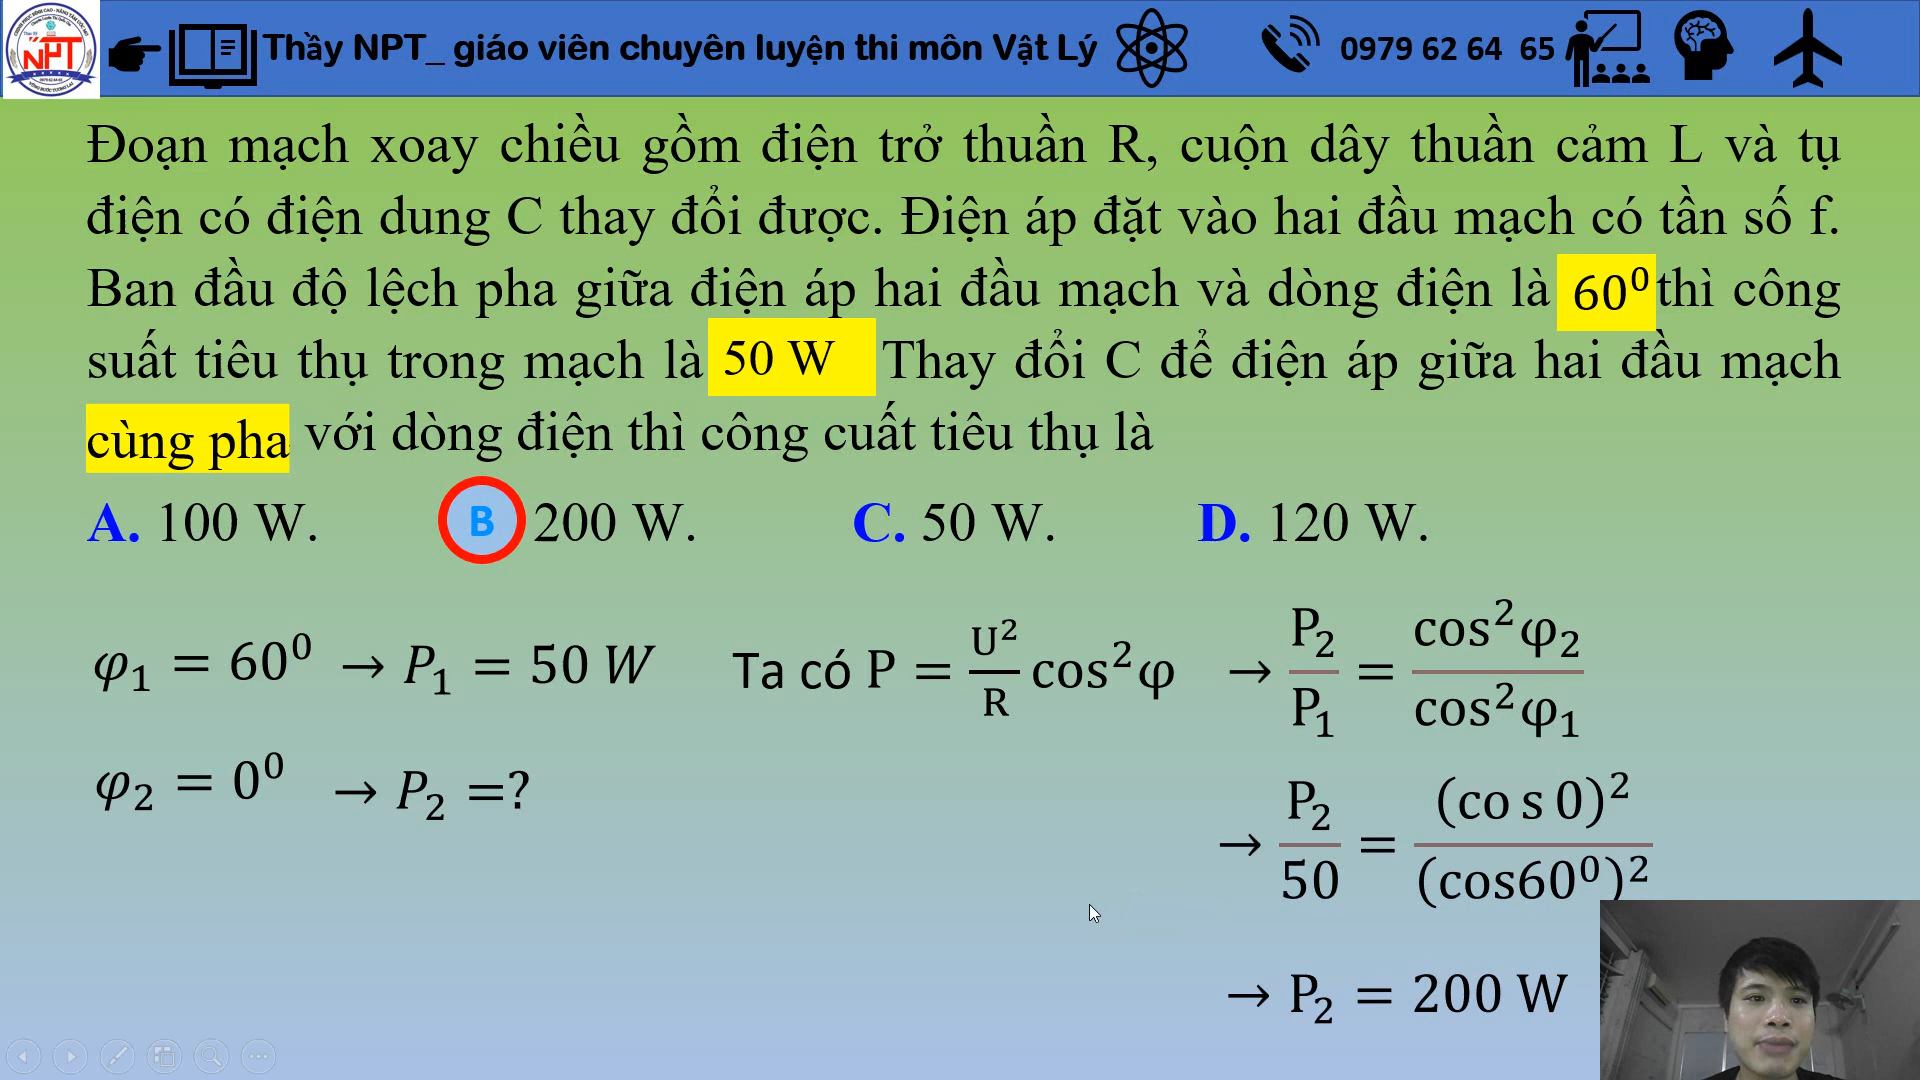 Thầy NPT_ giáo viên chuyên luyện thi môn Vật Lý 0979 62 64 65
NPT
Đoạn mạch xoay chiều gồm điện trở thuần R, cuộn dây thuần cảm L và tụ
điện có điện dung C thay đổi được. Điện áp đặt vào hai đầu mạch có tần số f.
Ban đầu độ lệch pha giữa điện áp hai đầu mạch và dòng điện là 60⁰ thì công
suất tiêu thụ trong mạch là 50 W Thay đổi C để điện áp giữa hai đầu mạch
cùng pha với dòng điện thì công cuất tiêu thụ là
A. 100 W. B 200 W. C. 50 W. D. 120 W.
φ₁ = 60⁰ → P₁ = 50 W Ta có P = U²/R cos²φ → P₂/P₁ = cos²φ₂/cos²φ₁
φ₂ = 0⁰ → P₂ =?
→ P₂/50 = (co s 0)²/(cos60⁰)²
→ P₂ = 200 W